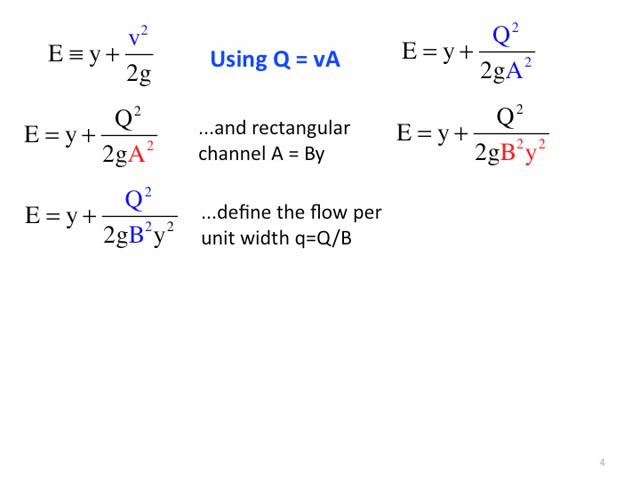 E ≡ y + v²/2g Using Q = vA E = y + Q²/2gA²
E = y + Q²/2gA² ...and rectangular channel A = By E = y + Q²/2gB²y²
E = y + Q²/2gB²y² ...define the flow per unit width q=Q/B
4